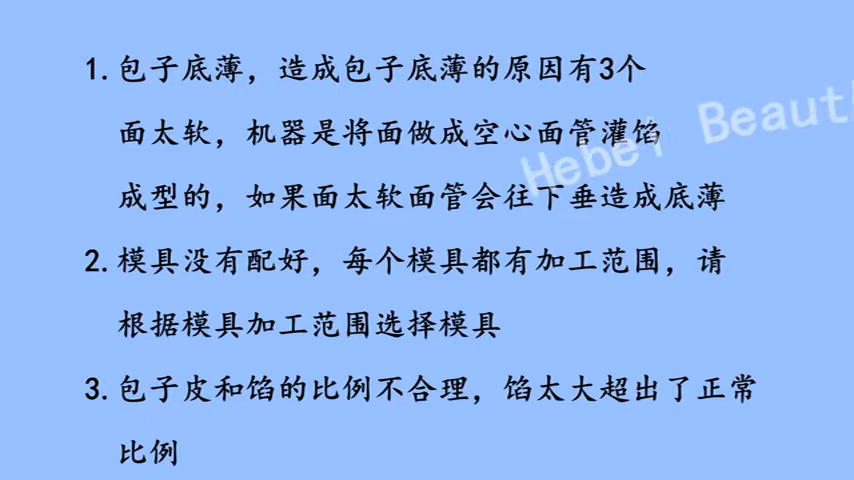 1.包子底薄，造成包子底薄的原因有3个
面太软，机器是将面做成空心面管灌馅
成型的，如果面太软面管会往下垂造成底薄
2.模具没有配好，每个模具都有加工范围，请
根据模具加工范围选择模具
3.包子皮和馅的比例不合理，馅太大超出了正常
比例
Hebei Beaut